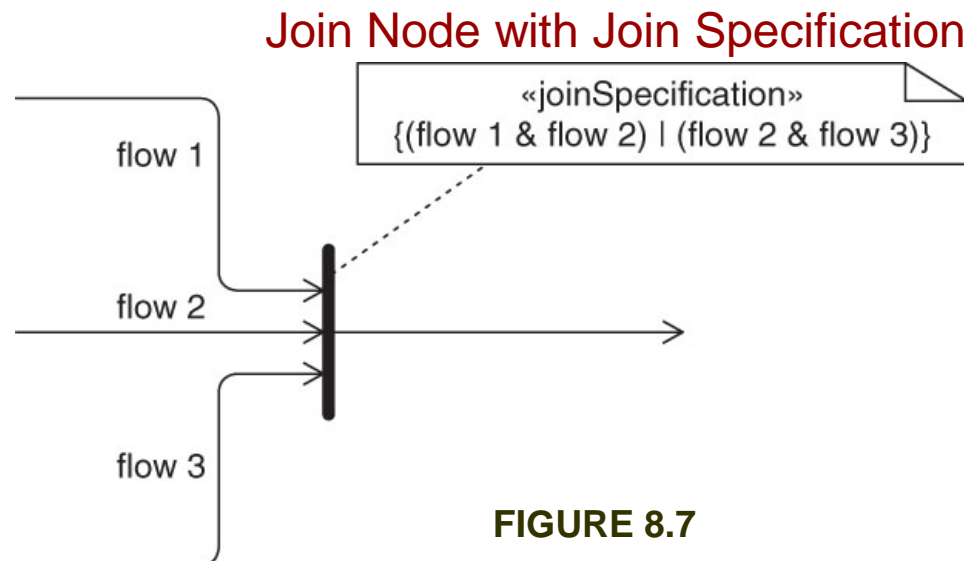 Join Node with Join Specification
«joinSpecification»
{(flow 1 & flow 2) | (flow 2 & flow 3)}
flow 1
flow 2
flow 3
FIGURE 8.7